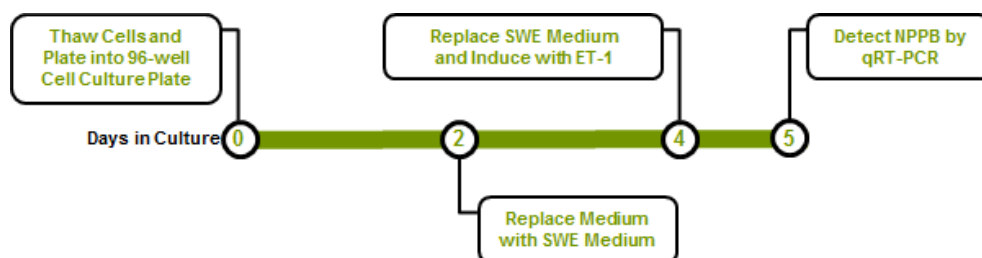 Thaw Cells and
Plate into 96-well
Cell Culture Plate
Replace SWE Medium
and Induce with ET-1
Detect NPPB by
qRT-PCR
Days in Culture
0
2
4
5
Replace Medium
with SWE Medium